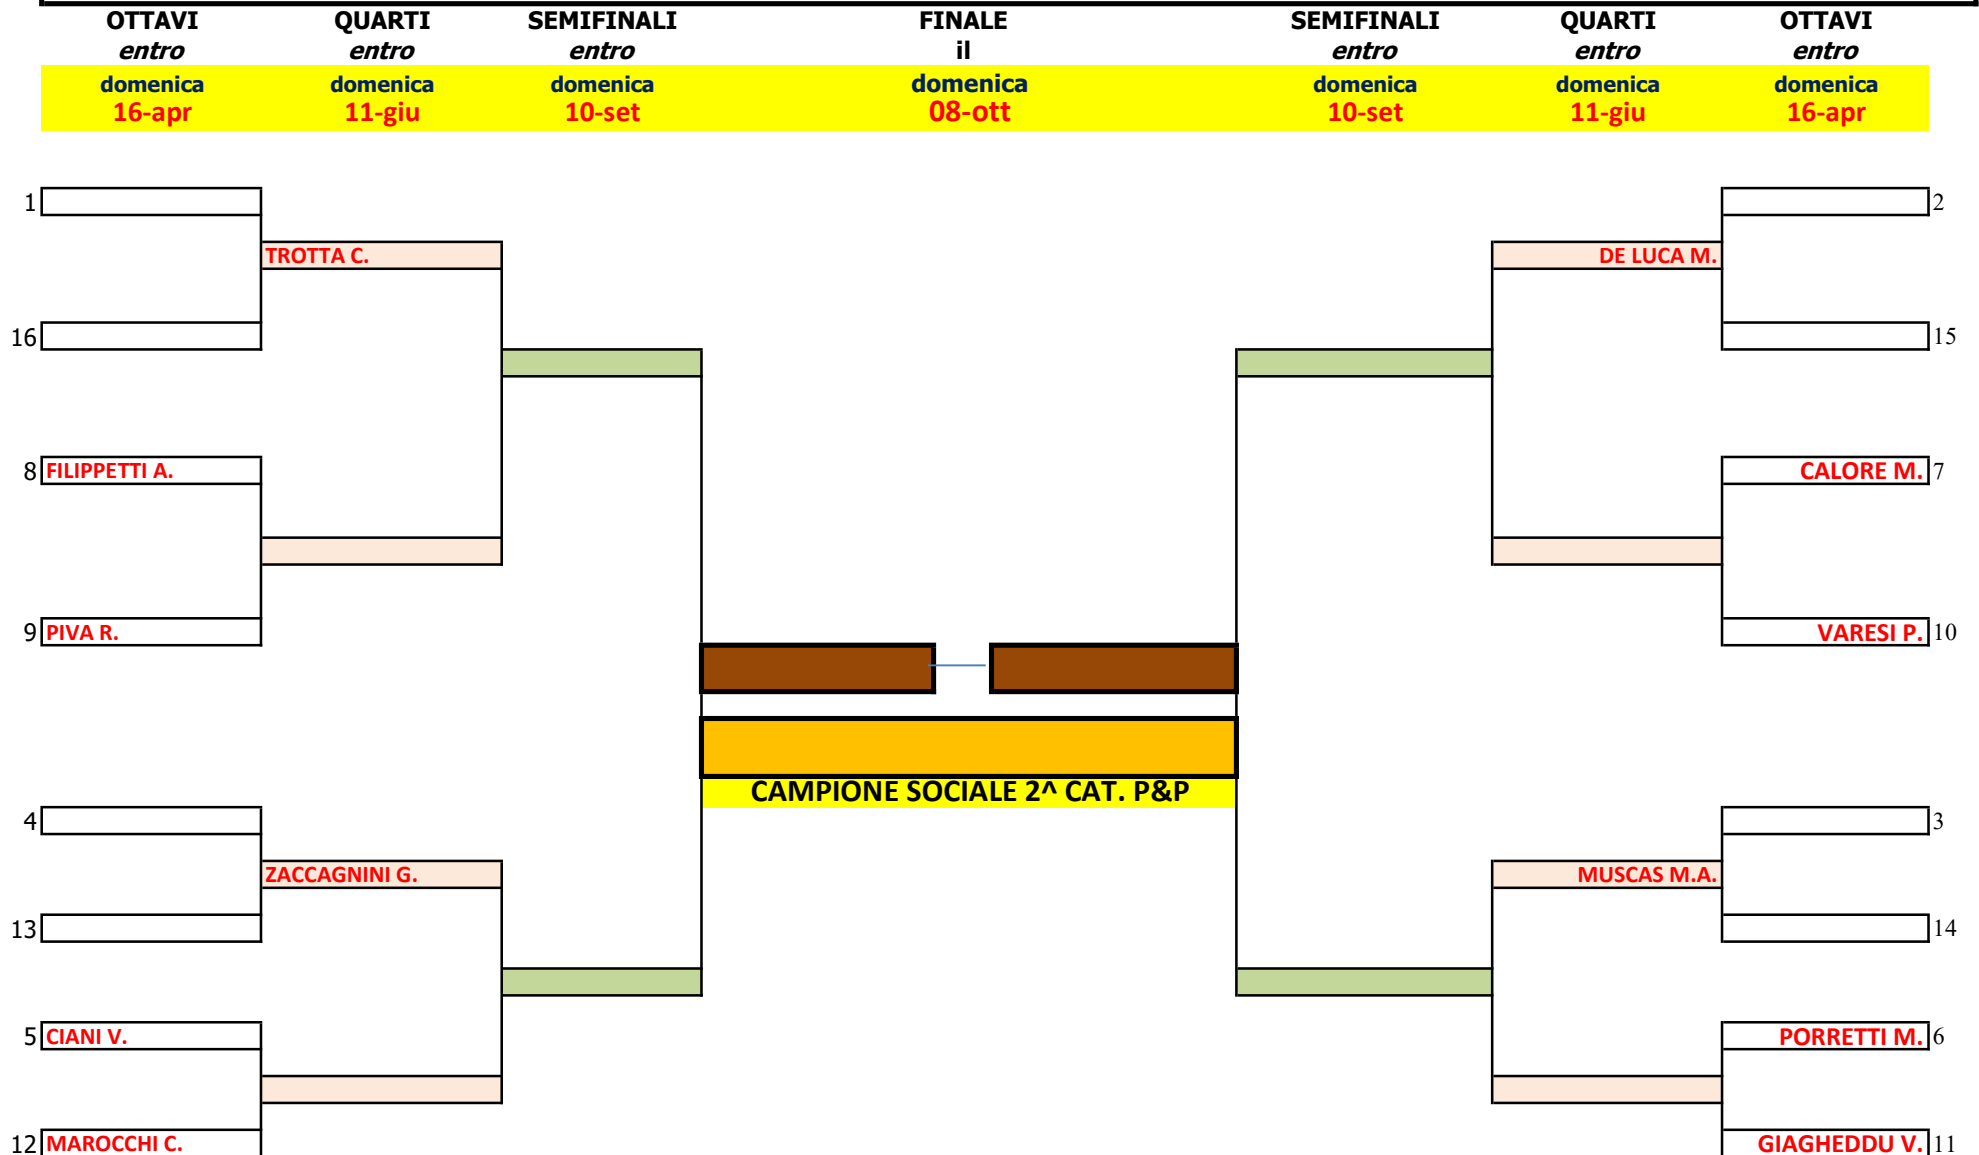 OTTAVI QUARTI SEMIFINALI FINALE SEMIFINALI QUARTI OTTAVI
entro entro entro il entro entro entro
domenica domenica domenica domenica domenica domenica domenica
16-apr 11-giu 10-set 08-ott 10-set 11-giu 16-apr
1 2
TROTTA C. DE LUCA M.
16 15
8 FILIPPETTI A. CALORE M. 7
9 PIVA R. VARESI P. 10
CAMPIONE SOCIALE 2^ CAT. P&P
4 3
ZACCAGNINI G. MUSCAS M.A.
13 14
5 CIANI V. PORRETTI M. 6
12 MAROCCHI C. GIAGHEDDU V. 11